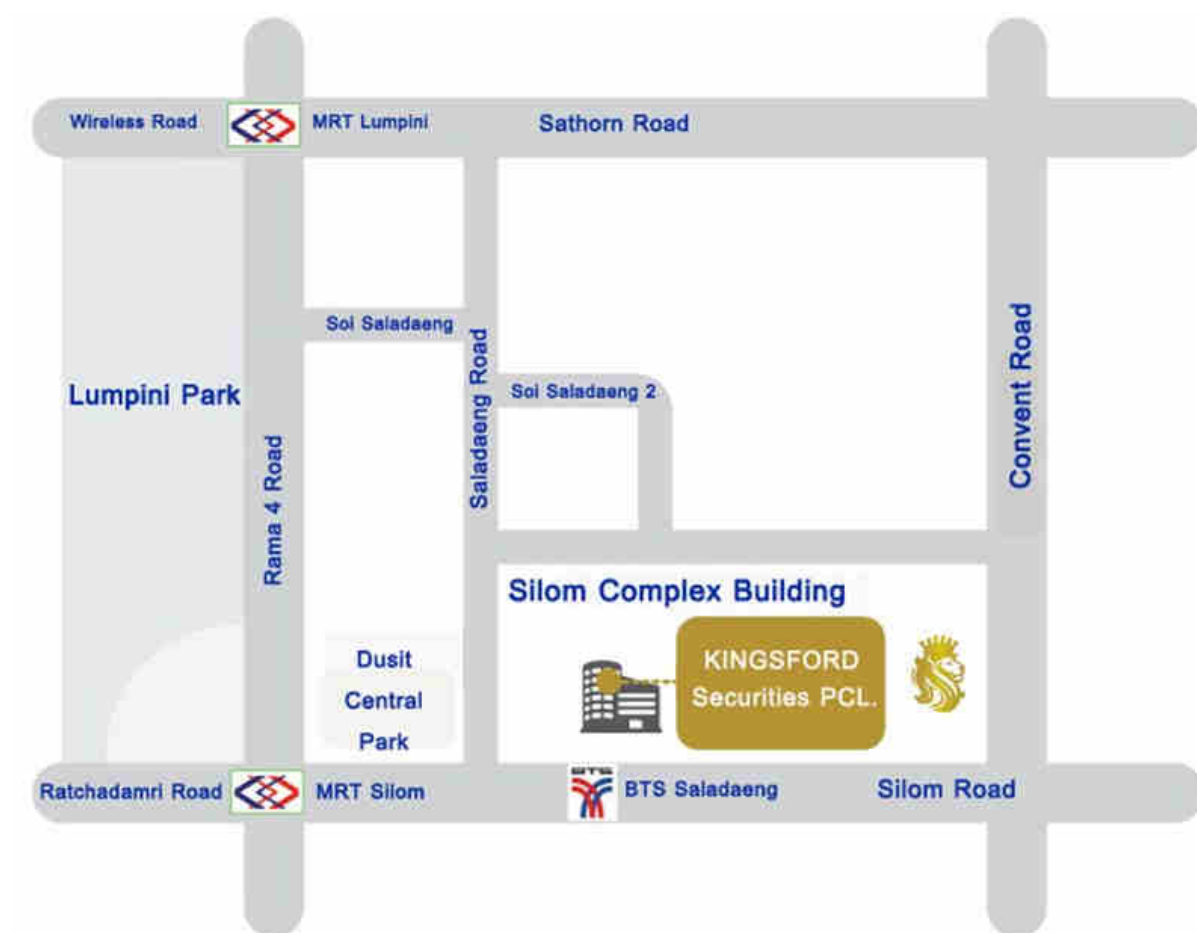 Wireless Road
MRT Lumpini
Sathorn Road
Soi Saladaeng
Saladaeng Road
Soi Saladaeng 2
Convent Road
Lumpini Park
Rama 4 Road
Silom Complex Building
Dusit
Central
Park
KINGSFORD
Securities PCL.
Ratchadamri Road
MRT Silom
BTS
BTS Saladaeng
Silom Road